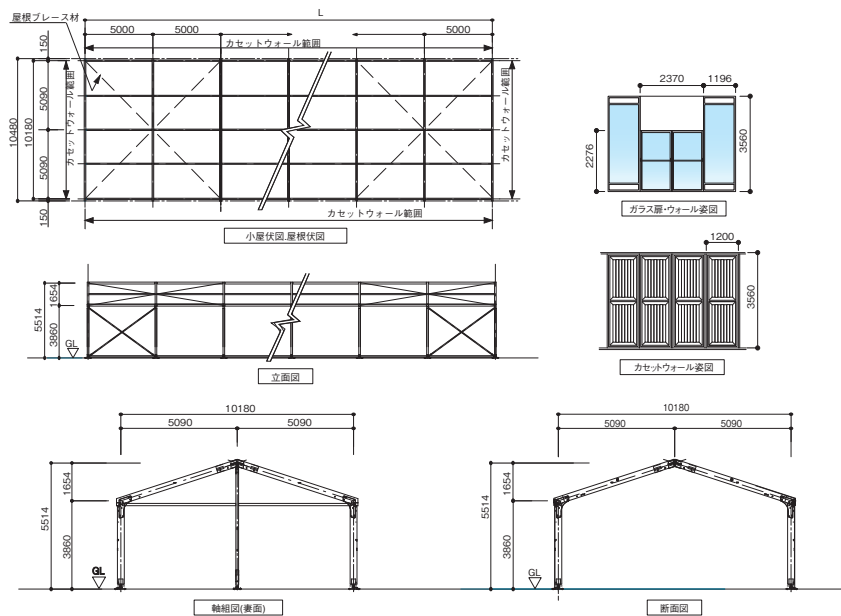 屋根ブレース材
L
5000
5000
5000
カセットウォール範囲
150
5090
5090
150
10180
10480
カセットウォール範囲
カセットウォール範囲
カセットウォール範囲
小屋伏図.屋根伏図
2370
1196
2276
3560
ガラス扉・ウォール姿図
1654
3860
5514
GL
立面図
1200
3560
カセットウォール姿図
10180
5090
5090
1654
3860
5514
GL
軸組図(妻面)
10180
5090
5090
1654
3860
5514
GL
断面図